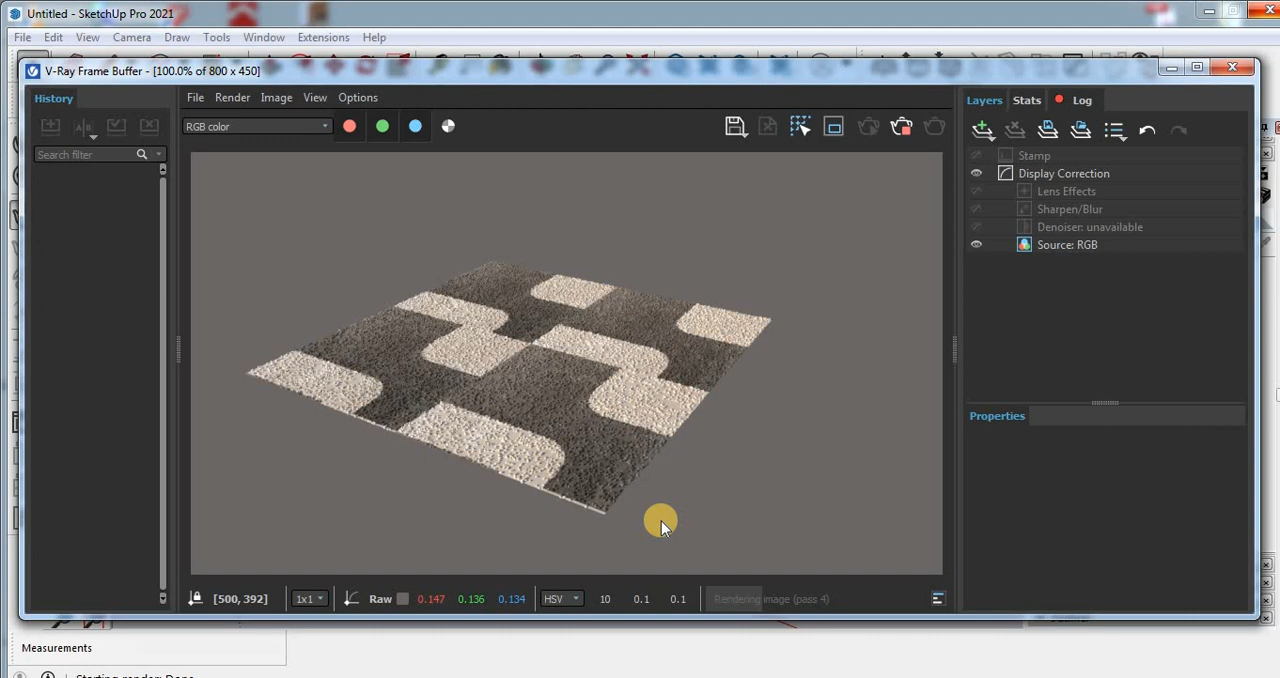 Untitled - SketchUp Pro 2021
File Edit View Camera Draw Tools Window Extensions Help
V-Ray Frame Buffer - [100.0% of 800 x 450]
History
File Render Image View Options
Layers Stats Log
RGB color
Search filter
Stamp
Display Correction
Lens Effects
Sharpen/Blur
Denoiser: unavailable
Source: RGB
Properties
[500, 392] 1x1 Raw 0.147 0.136 0.134 HSV 10 0.1 0.1 Rendering image (pass 4)
Measurements
Starting render: Done